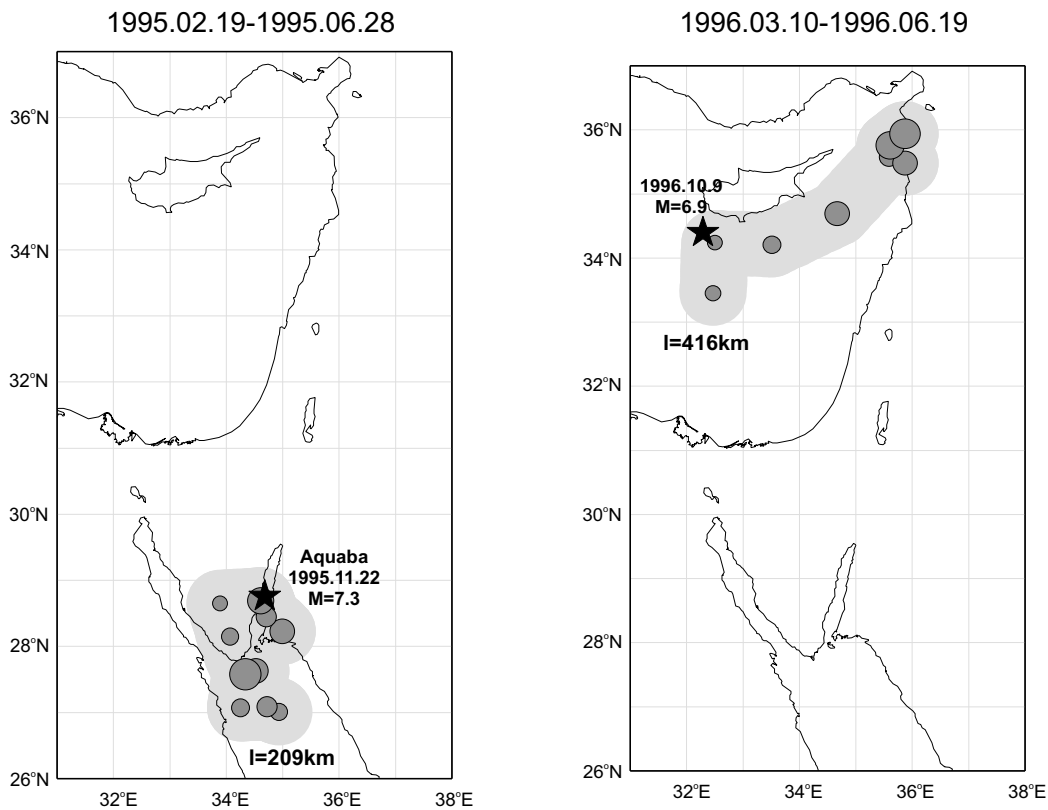 1995.02.19-1995.06.28
36°N
34°N
32°N
30°N
28°N
26°N
Aquaba
1995.11.22
M=7.3
l=209km
32°E
34°E
36°E
38°E
1996.03.10-1996.06.19
36°N
34°N
32°N
30°N
28°N
26°N
1996.10.9
M=6.9
l=416km
32°E
34°E
36°E
38°E